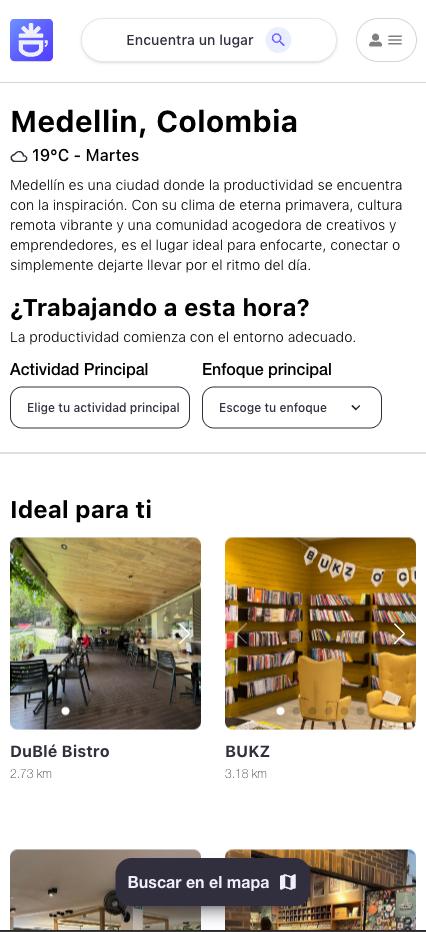 Encuentra un lugar
Medellin, Colombia
19°C - Martes
Medellín es una ciudad donde la productividad se encuentra
con la inspiración. Con su clima de eterna primavera, cultura
remota vibrante y una comunidad acogedora de creativos y
emprendedores, es el lugar ideal para enfocarte, conectar o
simplemente dejarte llevar por el ritmo del día.
¿Trabajando a esta hora?
La productividad comienza con el entorno adecuado.
Actividad Principal
Enfoque principal
Elige tu actividad principal
Escoge tu enfoque
Ideal para ti
BUKZ
DuBlé Bistro
BUKZ
2.73 km
3.18 km
Buscar en el mapa